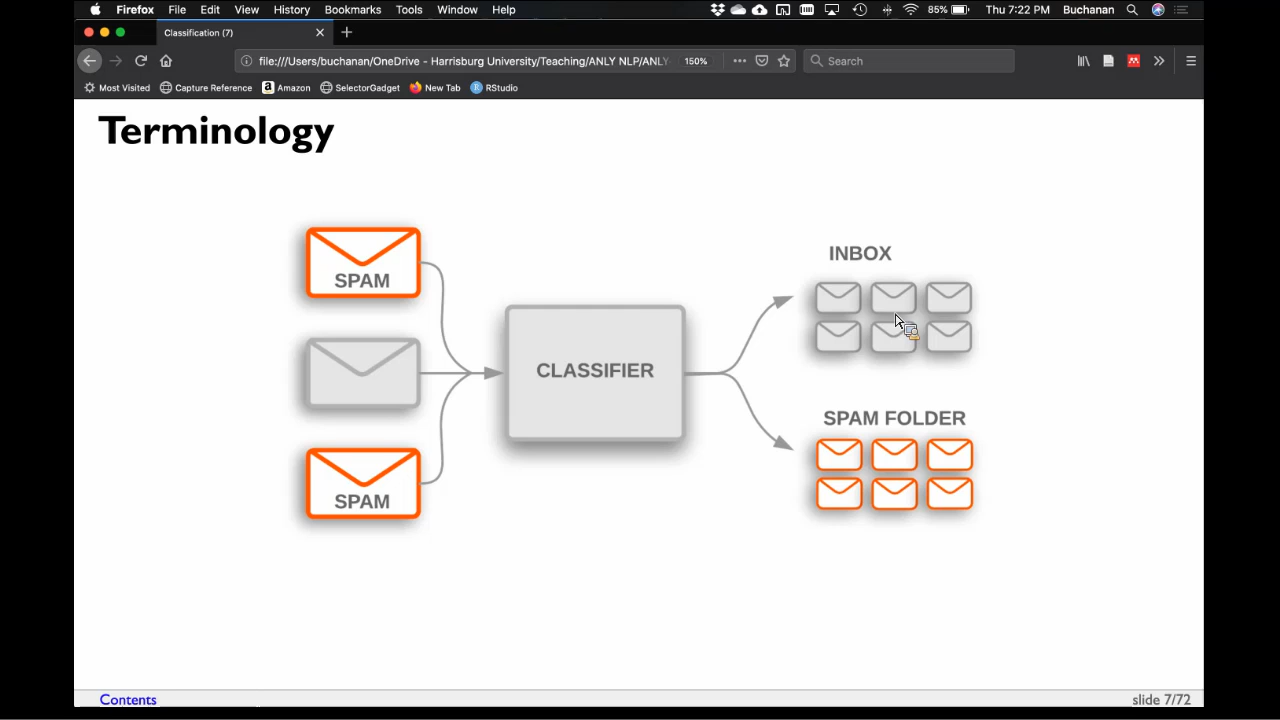 Firefox File Edit View History Bookmarks Tools Window Help 85% Thu 7:22 PM Buchanan
Classification (7)
file:///Users/buchanan/OneDrive - Harrisburg University/Teaching/ANLY NLP/ANLY 150% Search
Most Visited Capture Reference Amazon SelectorGadget New Tab RStudio
Terminology
SPAM
SPAM
CLASSIFIER
INBOX
SPAM FOLDER
Contents slide 7/72